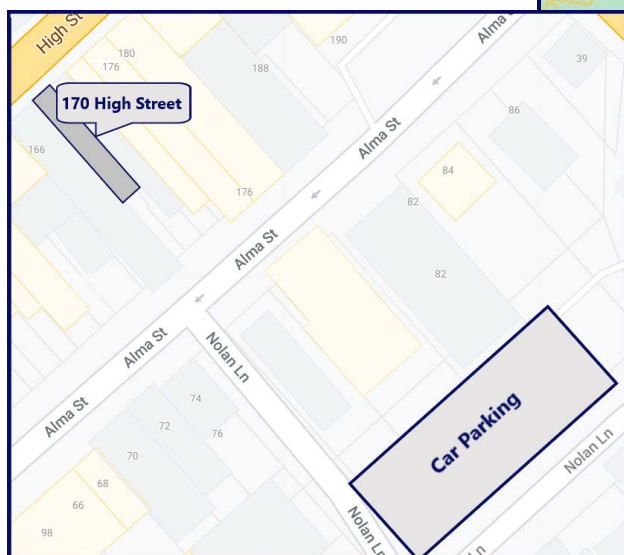 High St
180
176
190
188
Alma St
39
86
170 High Street
166
Alma St
84
176
82
Alma St
82
Alma St
Nolan Ln
74
72
76
Alma St
70
68
66
98
Car Parking
Nolan Ln
Nolan Ln
Ln